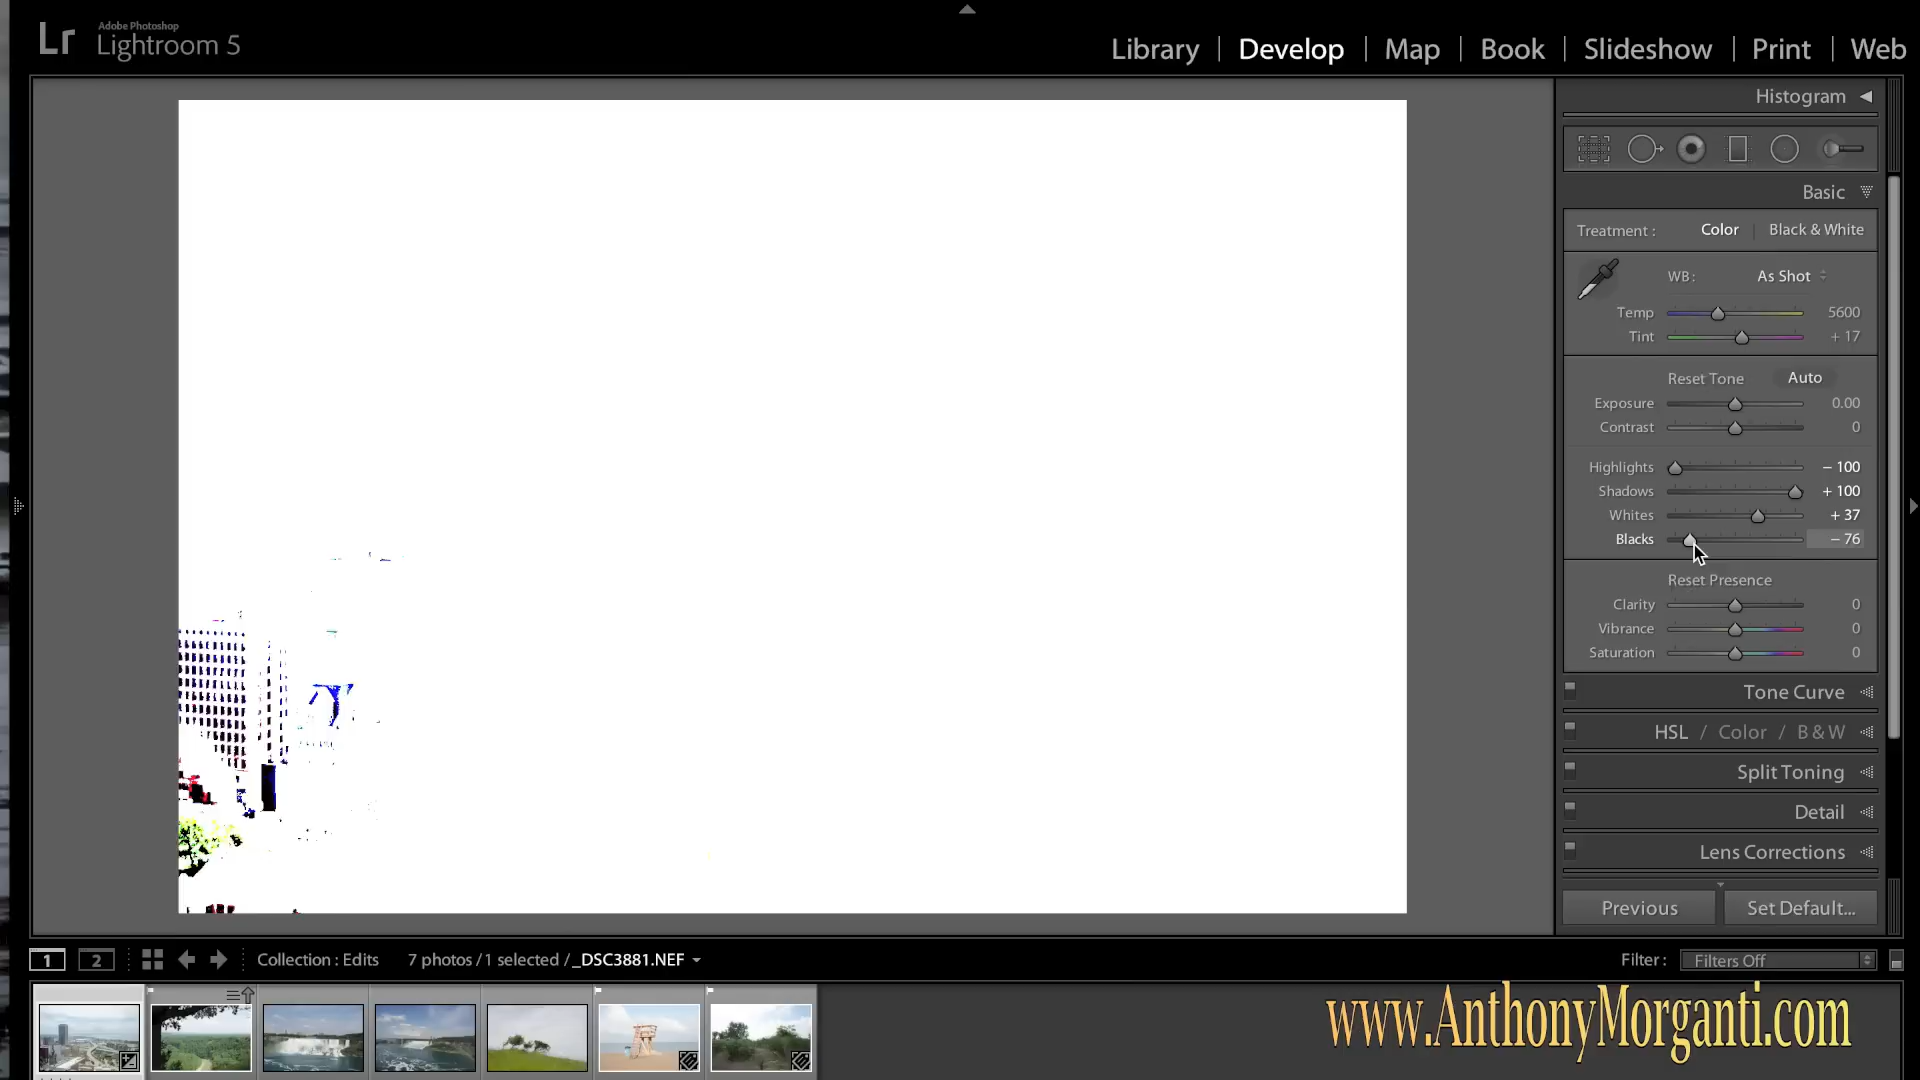 Lr
Adobe Photoshop
Lightroom 5
Library | Develop | Map | Book | Slideshow | Print | Web
Histogram
Basic
Treatment : Color | Black & White
WB: As Shot
Temp 5600
Tint + 17
Reset Tone Auto
Exposure 0.00
Contrast 0
Highlights − 100
Shadows + 100
Whites + 37
Blacks − 76
Reset Presence
Clarity 0
Vibrance 0
Saturation 0
Tone Curve
HSL / Color / B & W
Split Toning
Detail
Lens Corrections
Previous Set Default...
1 2 Collection : Edits 7 photos / 1 selected / _DSC3881.NEF Filter : Filters Off
www.AnthonyMorganti.com